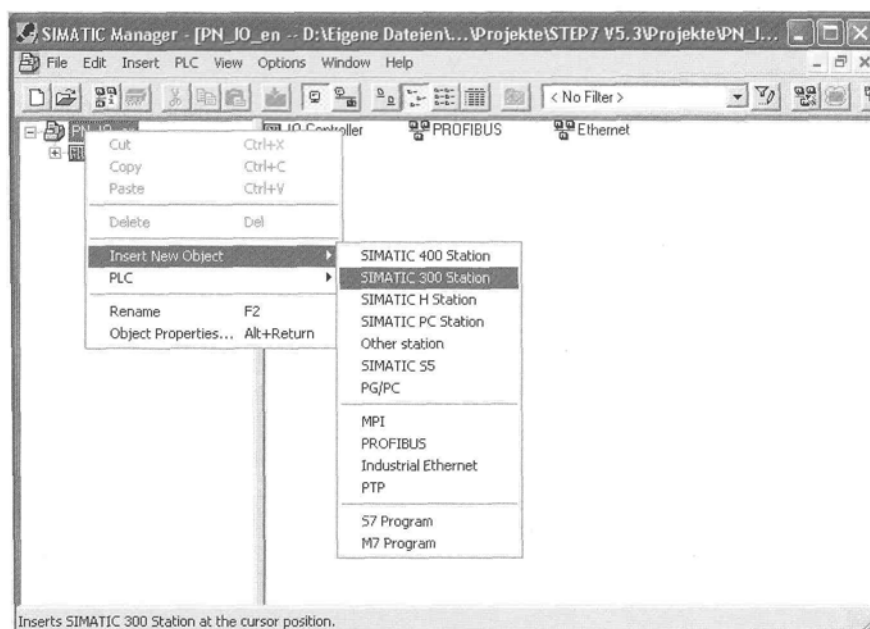 SIMATIC Manager - [PN_IO_en -- D:\Eigene Dateien\...\Projekte\STEP7 V5.3\Projekte\PN_I...
File Edit Insert PLC View Options Window Help
< No Filter >
PN_IO_en
IO Controller PROFIBUS Ethernet
Cut Ctrl+X
Copy Ctrl+C
Paste Ctrl+V
Delete Del
Insert New Object
PLC
Rename F2
Object Properties... Alt+Return
SIMATIC 400 Station
SIMATIC 300 Station
SIMATIC H Station
SIMATIC PC Station
Other station
SIMATIC S5
PG/PC
MPI
PROFIBUS
Industrial Ethernet
PTP
S7 Program
M7 Program
Inserts SIMATIC 300 Station at the cursor position.